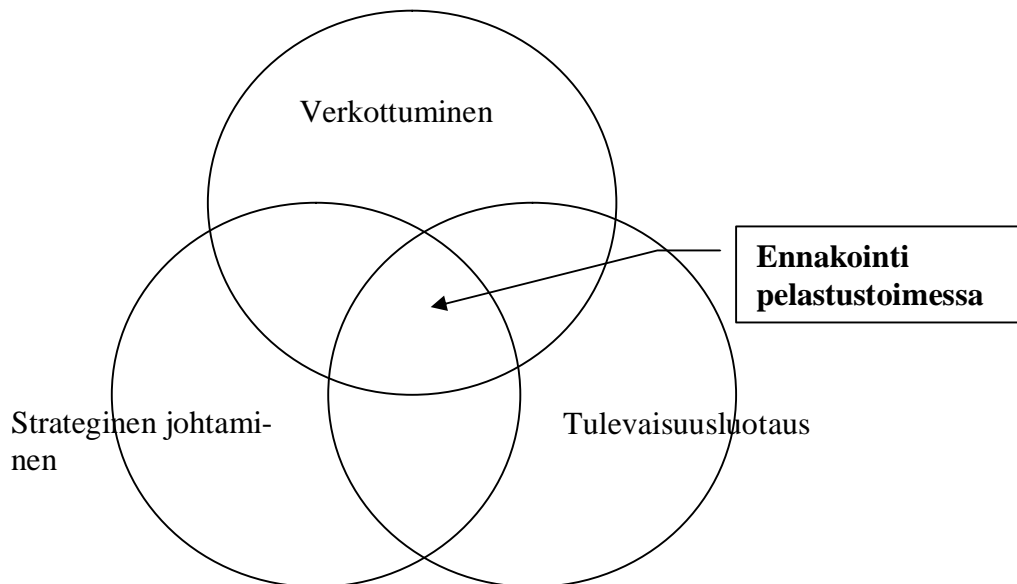 Verkottuminen
Ennakointi
pelastustoimessa
Strateginen johtami-
nen
Tulevaisuusluotaus